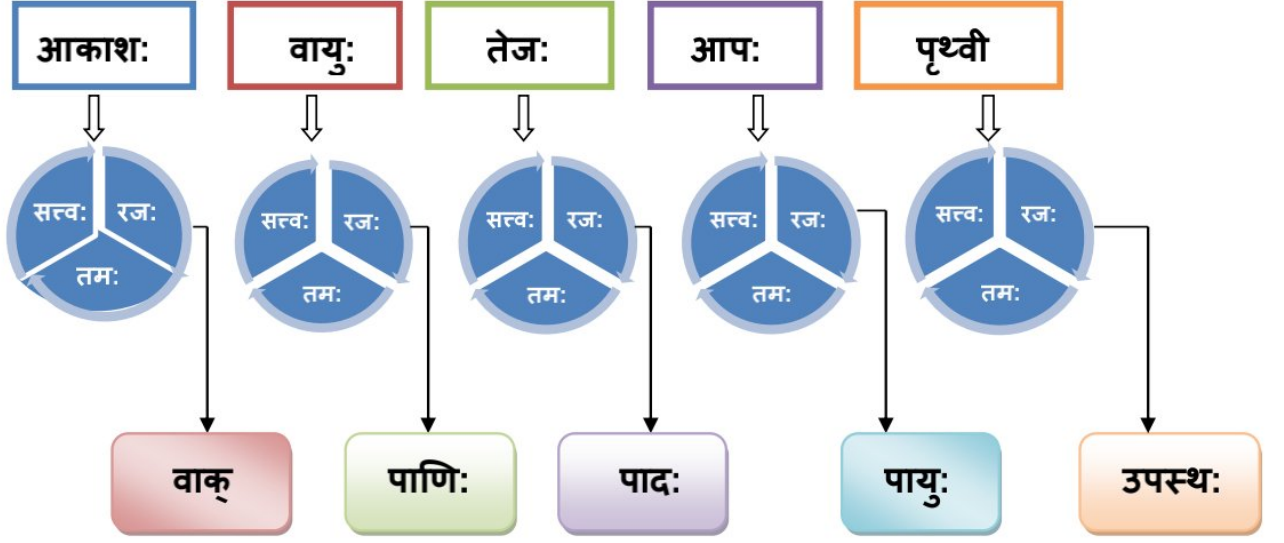 आकाश:
वायु:
तेज:
आप:
पृथ्वी
सत्त्व:
रज:
तम:
सत्त्व:
रज:
तम:
सत्त्व:
रज:
तम:
सत्त्व:
रज:
तम:
सत्त्व:
रज:
तम:
वाक्
पाणि:
पाद:
पायु:
उपस्थ: